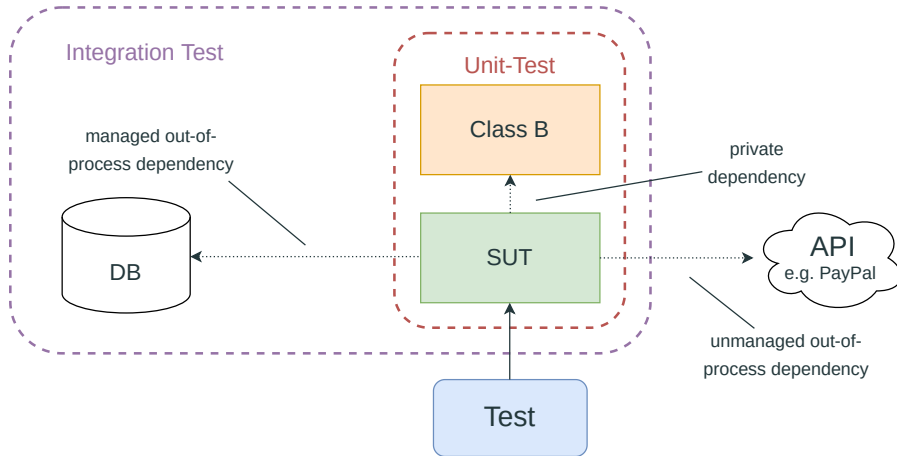 Integration Test
Unit-Test
Class B
managed out-of-
process dependency
private
dependency
DB
SUT
API
e.g. PayPal
unmanaged out-of-
process dependency
Test